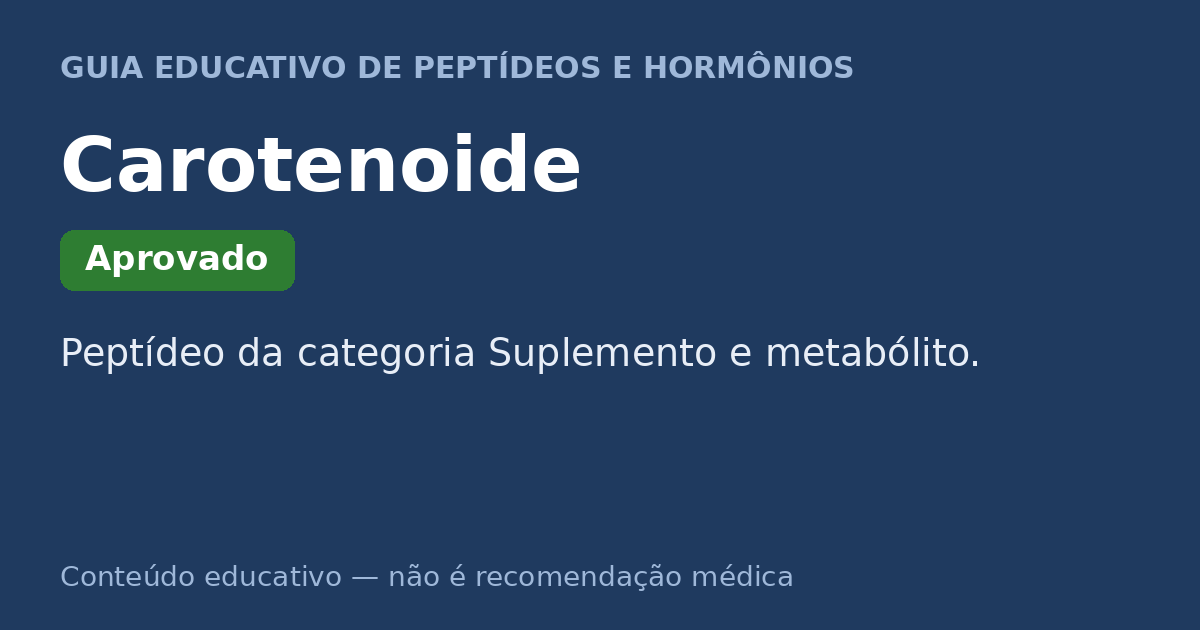 GUIA EDUCATIVO DE PEPTÍDEOS E HORMÔNIOS
Carotenoide
Aprovado
Peptídeo da categoria Suplemento e metabólito.
Conteúdo educativo — não é recomendação médica